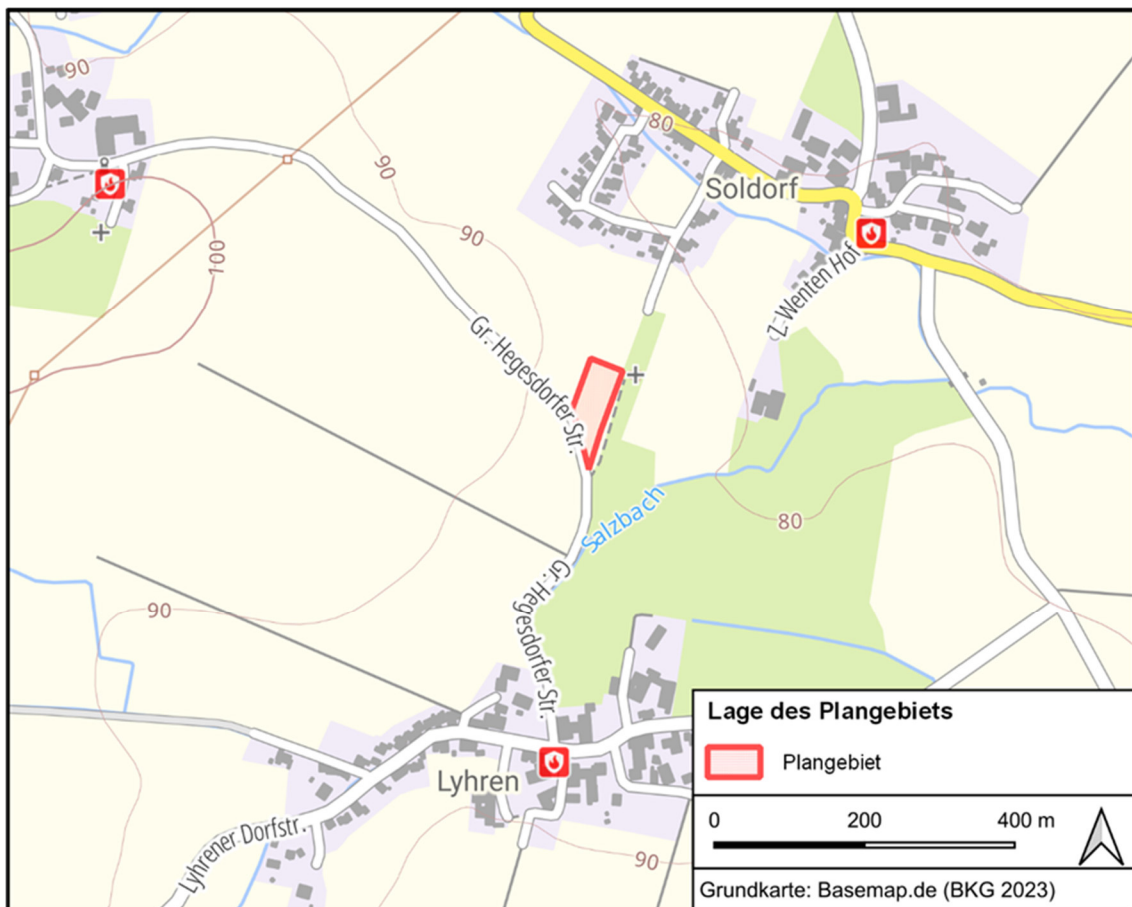 90
80
Soldorf
90
90
100
Z. Wenten Hof
Gr. Hegesdorfer Str.
Salzbach
80
Gr. Hegesdorfer Str.
90
Lyhren
Lyhrener Dorfstr.
90
Lage des Plangebiets
Plangebiet
0 200 400 m
Grundkarte: Basemap.de (BKG 2023)